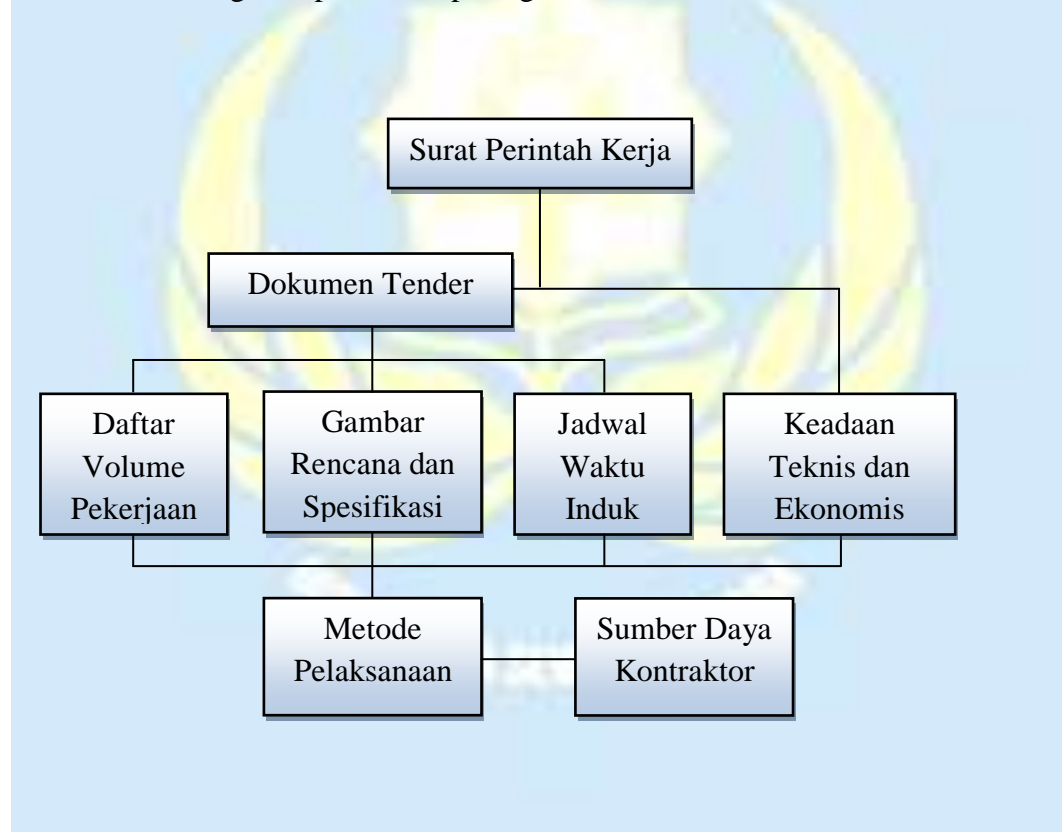 Surat Perintah Kerja
Dokumen Tender
Daftar
Volume
Pekerjaan
Gambar
Rencana dan
Spesifikasi
Jadwal
Waktu
Induk
Keadaan
Teknis dan
Ekonomis
Metode
Pelaksanaan
Sumber Daya
Kontraktor